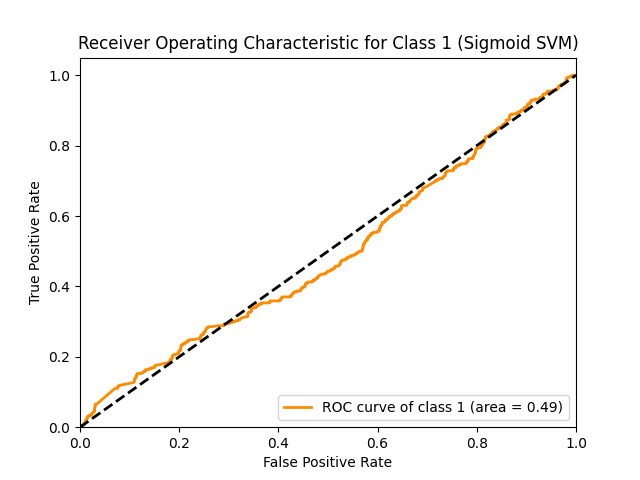 Receiver Operating Characteristic for Class 1 (Sigmoid SVM)
1.0
0.8
0.6
0.4
0.2
0.0
True Positive Rate
ROC curve of class 1 (area = 0.49)
0.0 0.2 0.4 0.6 0.8 1.0
False Positive Rate